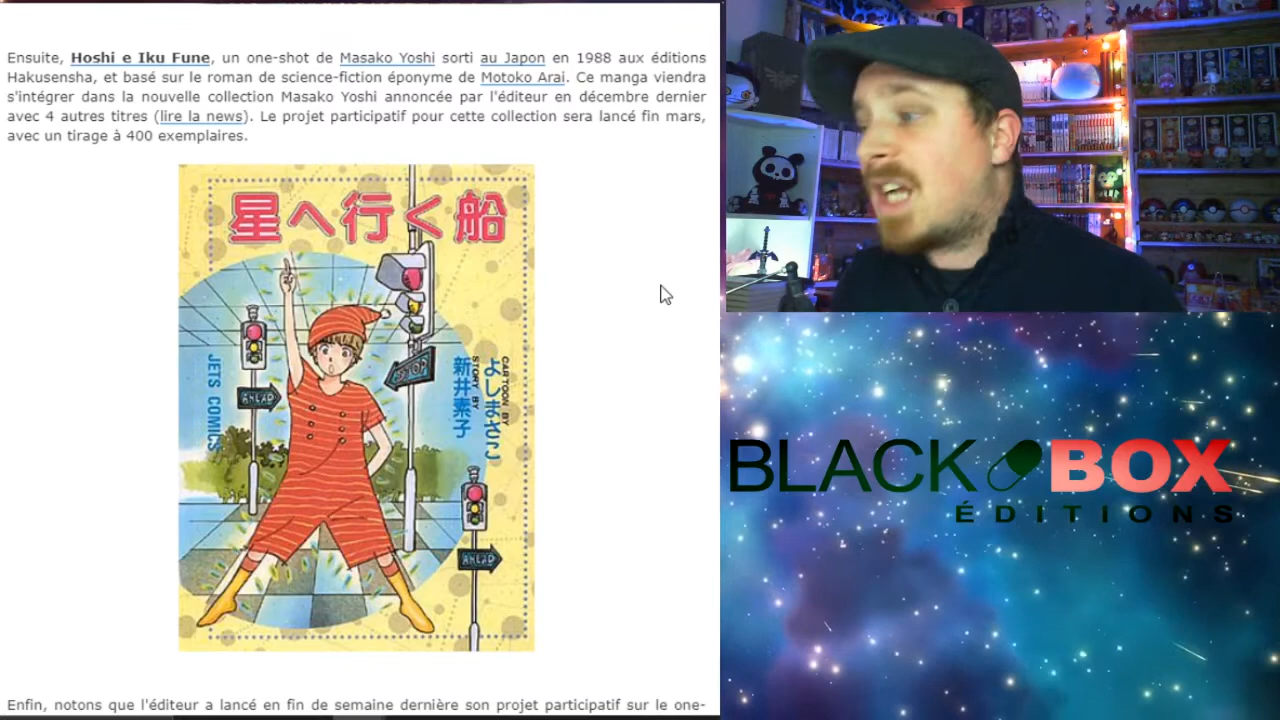 Ensuite, Hoshi e Iku Fune, un one-shot de Masako Yoshi sorti au Japon en 1988 aux éditions
Hakusensha, et basé sur le roman de science-fiction éponyme de Motoko Arai. Ce manga viendra
s'intégrer dans la nouvelle collection Masako Yoshi annoncée par l'éditeur en décembre dernier
avec 4 autres titres (lire la news). Le projet participatif pour cette collection sera lancé fin mars,
avec un tirage à 400 exemplaires.
星へ行く船
STOP
AHEAD
JETS COMICS
CARTOON BY
よしまさこ
STORY BY
新井素子
AHEAD
BLACK BOX
ÉDITIONS
Enfin, notons que l'éditeur a lancé en fin de semaine dernière son projet participatif sur le one-